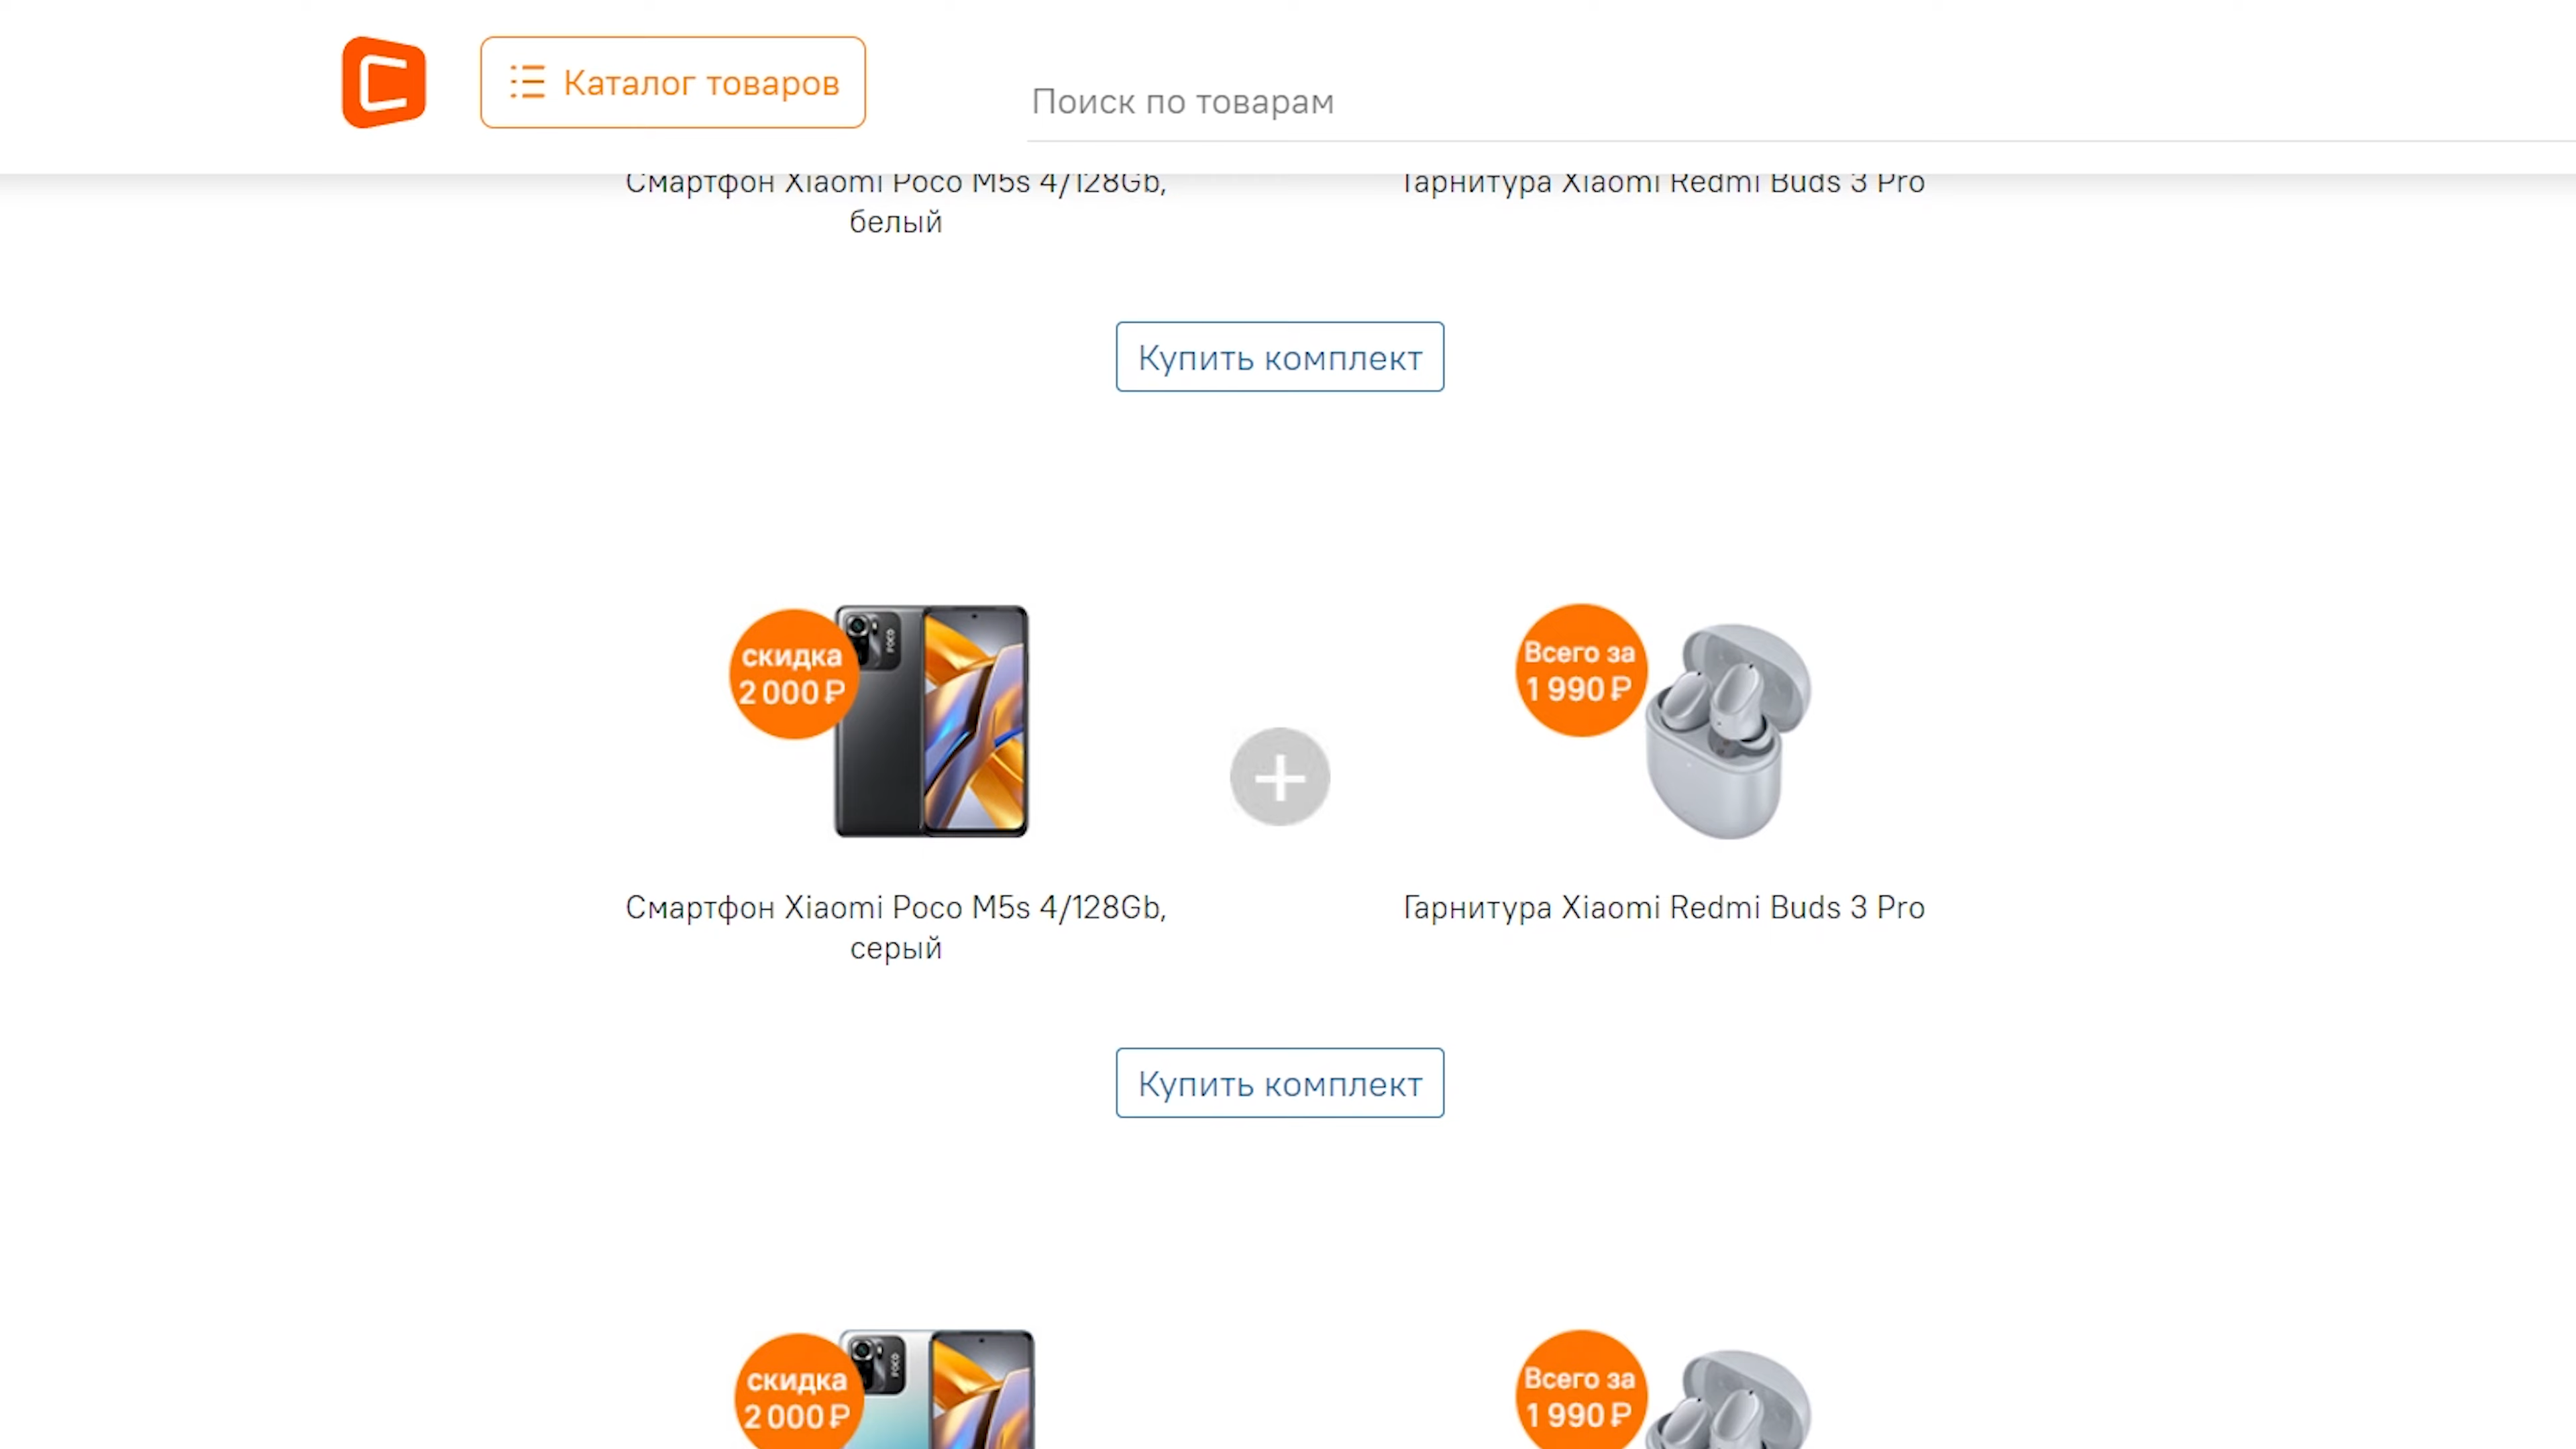 Каталог товаров
Поиск по товарам
Смартфон Xiaomi Poco M5s 4/128Gb,
белый
Гарнитура Xiaomi Redmi Buds 3 Pro
Купить комплект
скидка
2 000 ₽
POCO
Всего за
1 990 ₽
Смартфон Xiaomi Poco M5s 4/128Gb,
серый
Гарнитура Xiaomi Redmi Buds 3 Pro
Купить комплект
скидка
2 000 ₽
POCO
Всего за
1 990 ₽